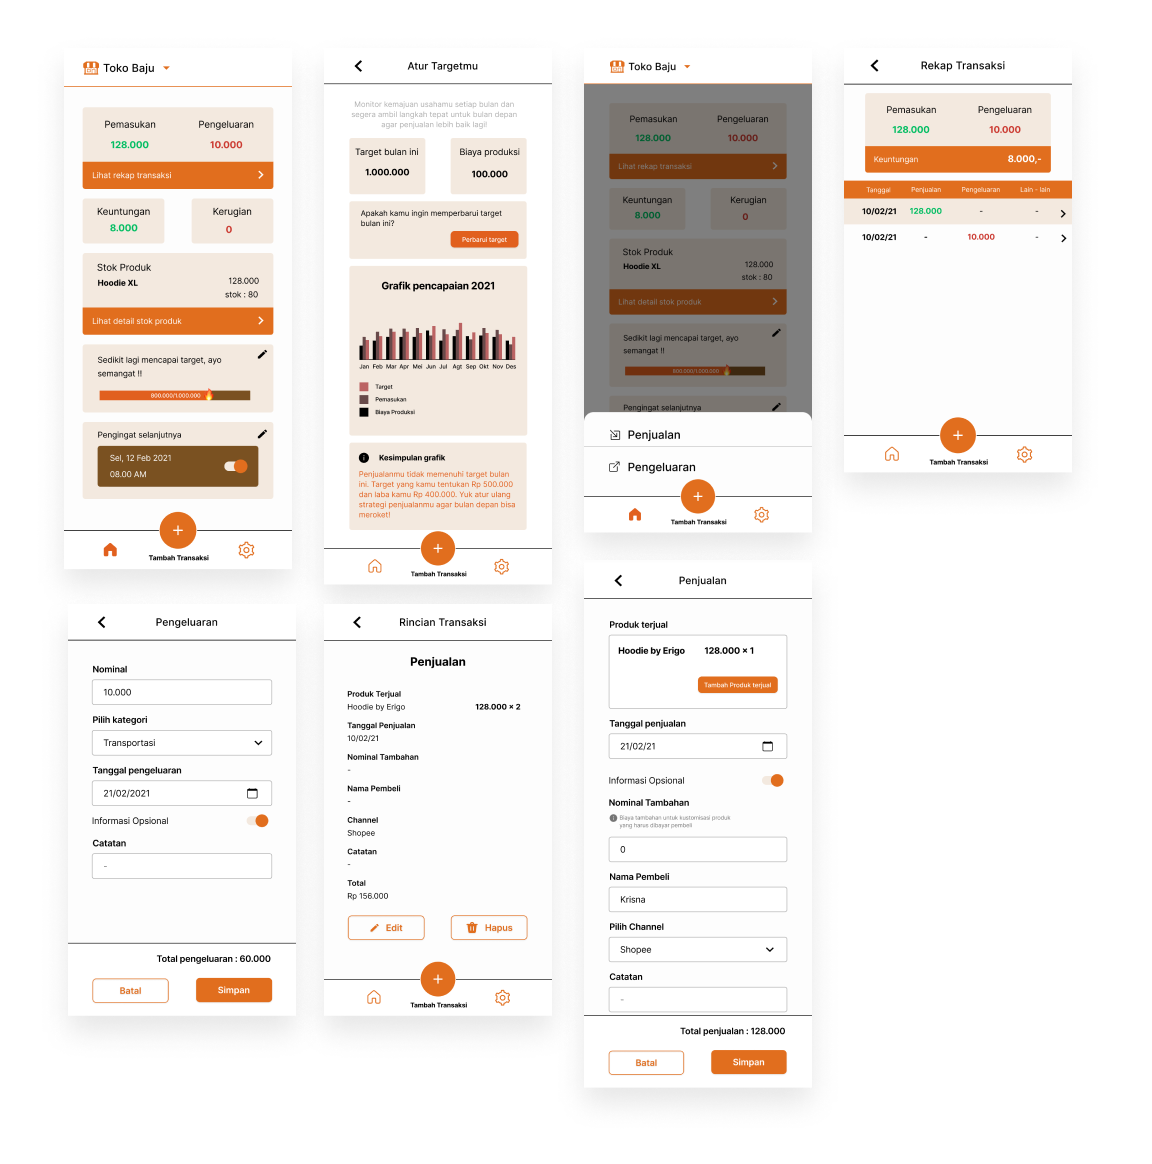 Toko Baju
Pemasukan Pengeluaran
128.000 10.000
Lihat rekap transaksi
Keuntungan Kerugian
8.000 0
Stok Produk
Hoodie XL 128.000
stok : 80
Lihat detail stok produk
Sedikit lagi mencapai target, ayo
semangat !!
800.000/1.000.000
Pengingat selanjutnya
Sel, 12 Feb 2021
08.00 AM
Tambah Transaksi
Atur Targetmu
Monitor kemajuan usahamu setiap bulan dan
segera ambil langkah tepat untuk bulan depan
agar penjualan lebih baik lagi!
Target bulan ini Biaya produksi
1.000.000 100.000
Apakah kamu ingin memperbarui target
bulan ini?
Perbarui target
Grafik pencapaian 2021
Jan Feb Mar Apr Mei Jun Jul Agt Sep Okt Nov Des
Target
Pemasukan
Biaya Produksi
Kesimpulan grafik
Penjualanmu tidak memenuhi target bulan
ini. Target yang kamu tentukan Rp 500.000
dan laba kamu Rp 400.000. Yuk atur ulang
strategi penjualanmu agar bulan depan bisa
meroket!
Tambah Transaksi
Toko Baju
Pemasukan Pengeluaran
128.000 10.000
Lihat rekap transaksi
Keuntungan Kerugian
8.000 0
Stok Produk
Hoodie XL 128.000
stok : 80
Lihat detail stok produk
Sedikit lagi mencapai target, ayo
semangat !!
800.000/1.000.000
Pengingat selanjutnya
Penjualan
Pengeluaran
Tambah Transaksi
Rekap Transaksi
Pemasukan Pengeluaran
128.000 10.000
Keuntungan 8.000,-
Tanggal Penjualan Pengeluaran Lain - lain
10/02/21 128.000 - -
10/02/21 - 10.000 -
Tambah Transaksi
Pengeluaran
Nominal
10.000
Pilih kategori
Transportasi
Tanggal pengeluaran
21/02/2021
Informasi Opsional
Catatan
-
Total pengeluaran : 60.000
Batal Simpan
Rincian Transaksi
Penjualan
Produk Terjual
Hoodie by Erigo 128.000 × 2
Tanggal Penjualan
10/02/21
Nominal Tambahan
-
Nama Pembeli
-
Channel
Shopee
Catatan
-
Total
Rp 156.000
Edit Hapus
Tambah Transaksi
Penjualan
Produk terjual
Hoodie by Erigo 128.000 × 1
Tambah Produk terjual
Tanggal penjualan
21/02/21
Informasi Opsional
Nominal Tambahan
Biaya tambahan untuk kustomisasi produk
yang harus dibayar pembeli
0
Nama Pembeli
Krisna
Pilih Channel
Shopee
Catatan
-
Total penjualan : 128.000
Batal Simpan